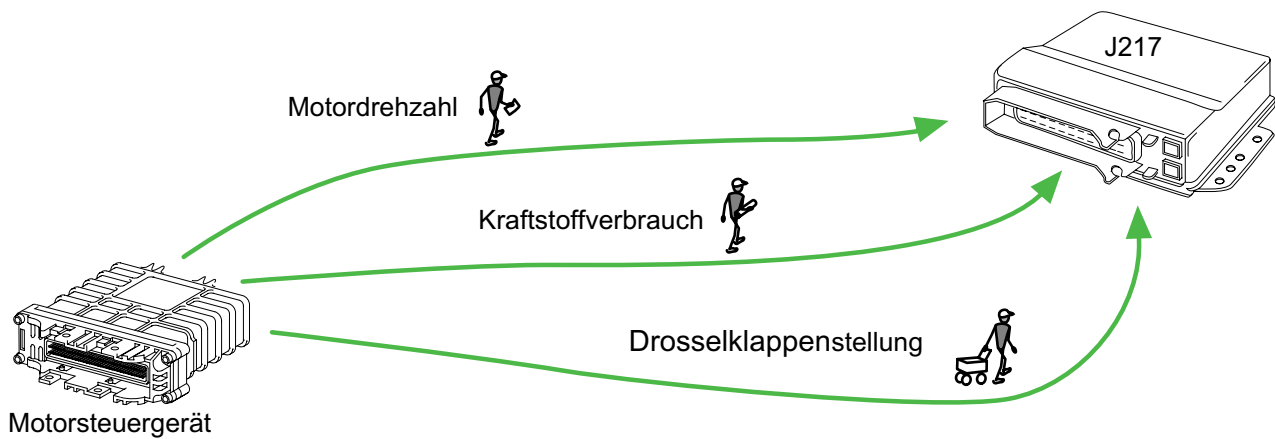 J217
Motordrehzahl
Kraftstoffverbrauch
Drosselklappenstellung
Motorsteuergerät